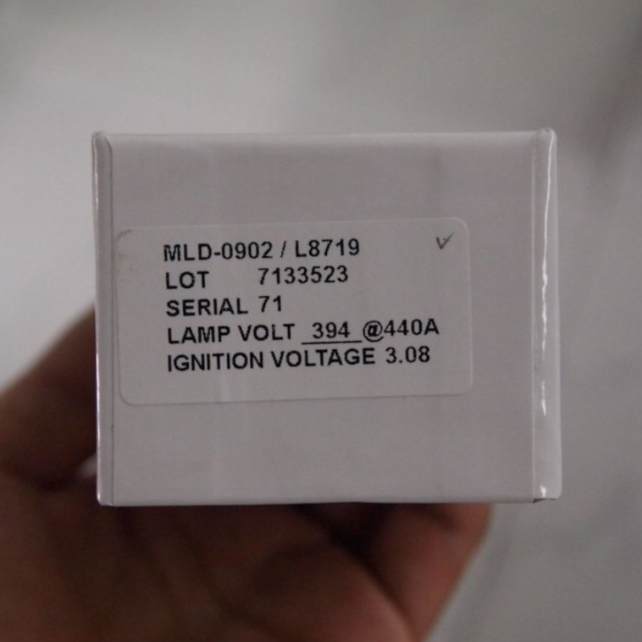 MLD-0902 / L8719
LOT 7133523
SERIAL 71
LAMP VOLT 394 @440A
IGNITION VOLTAGE 3.08